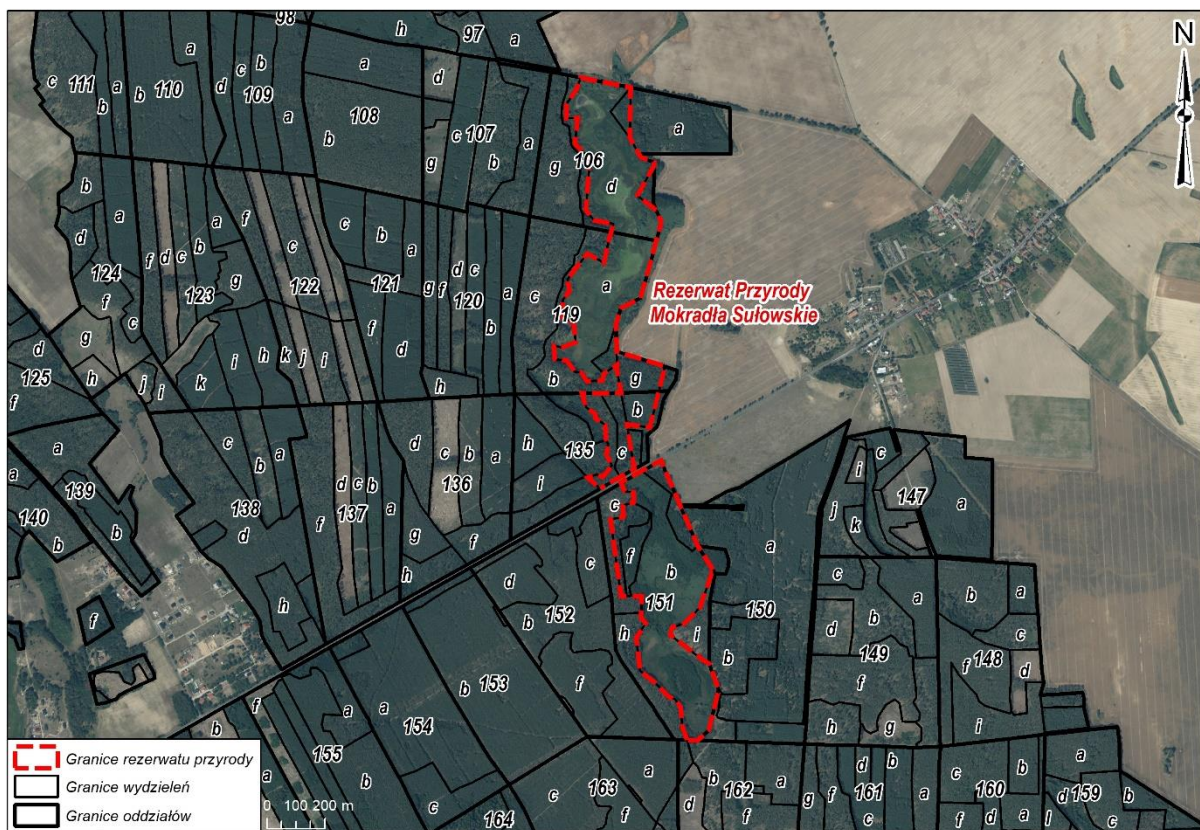 98
h
97
a
N
a
c
111
a
110
d
c
b
109
a
d
b
b
a
108
c
107
a
a
b
g
b
g
106
d
b
a
f
c
c
b
a
d
c
a
d
124
f
d
c
b
123
g
122
121
g
f
120
a
c
a
f
c
f
b
119
Rezerwat Przyrody
Mokradła Sułowskie
g
d
i
h
k
j
i
d
125
h
j
i
k
h
b
g
f
b
a
c
b
a
d
c
b
a
h
135
c
c
a
139
138
d
c
b
137
136
i
i
147
a
140
b
d
f
a
g
f
c
j
k
b
h
a
h
d
c
f
b
c
b
a
f
b
152
151
150
d
b
c
h
i
b
149
f
148
d
b
153
f
f
a
a
154
h
g
i
b
f
155
a
a
b
c
163
a
b
162
a
d
b
c
b
a
b
a
c
164
c
f
d
f
g
f
161
a
160
d
159
c
f
a
l
d
Granice rezerwatu przyrody
Granice wydzieleń
Granice oddziałów
0 100 200 m